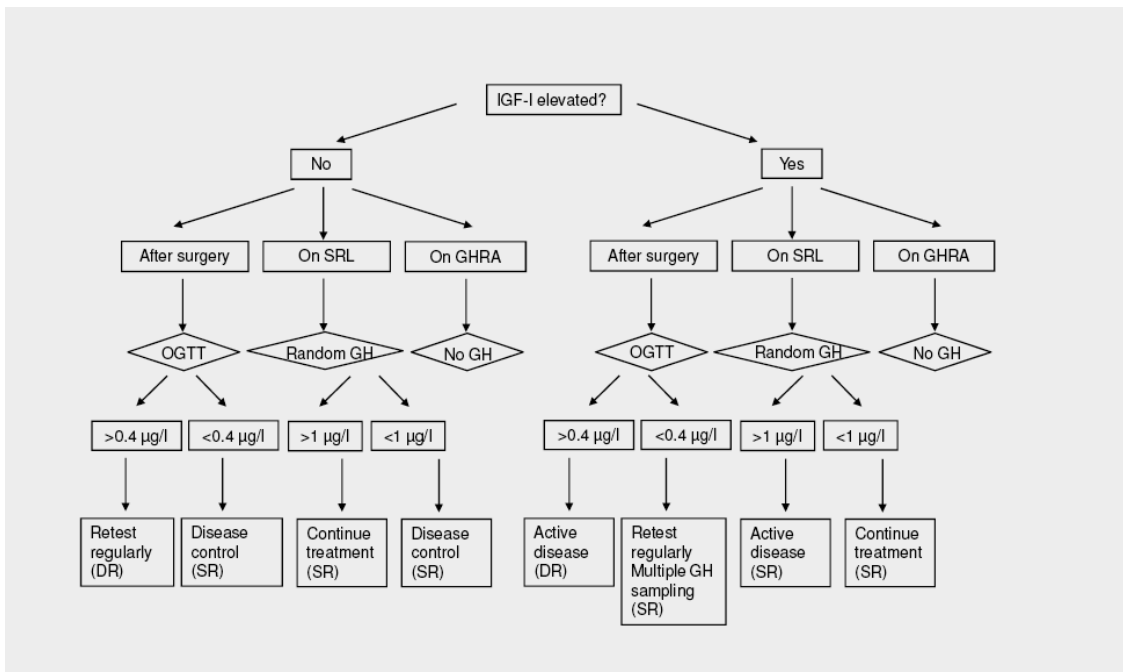 IGF-I elevated?
No
Yes
After surgery
On SRL
On GHRA
After surgery
On SRL
On GHRA
OGTT
Random GH
No GH
OGTT
Random GH
No GH
>0.4 µg/l
<0.4 µg/l
>1 µg/l
<1 µg/l
>0.4 µg/l
<0.4 µg/l
>1 µg/l
<1 µg/l
Retest
regularly
(DR)
Disease
control
(SR)
Continue
treatment
(SR)
Disease
control
(SR)
Active
disease
(DR)
Retest
regularly
Multiple GH
sampling
(SR)
Active
disease
(SR)
Continue
treatment
(SR)